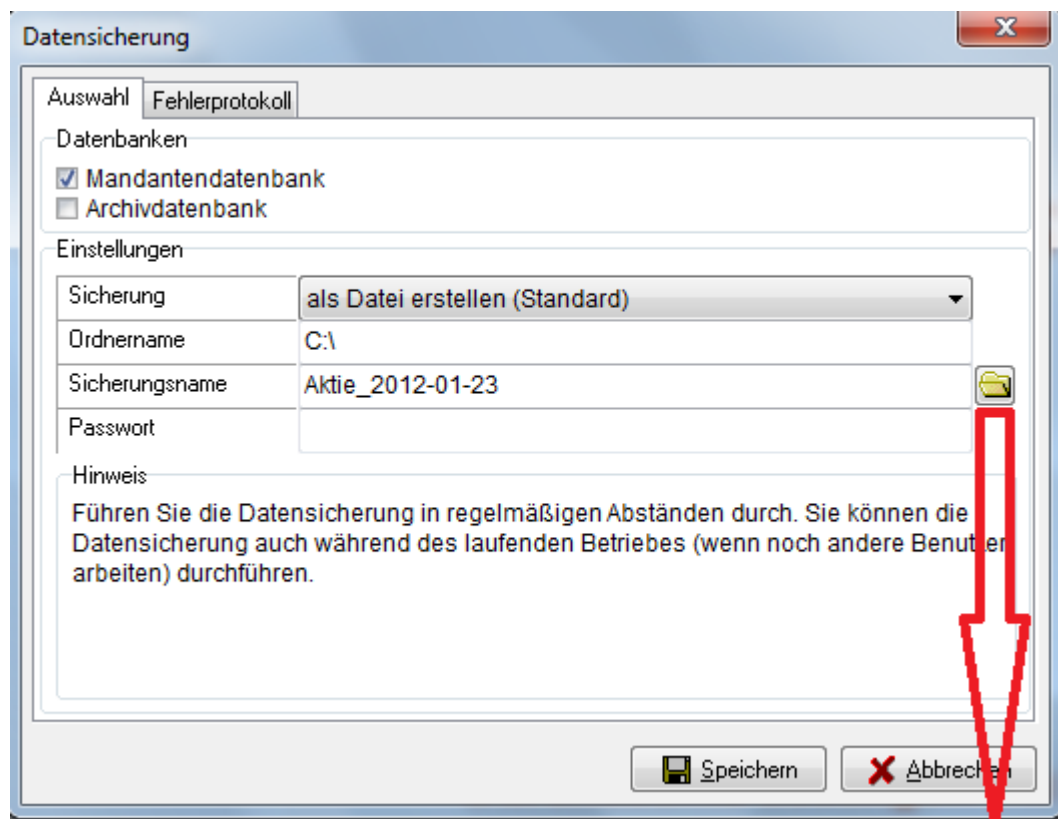 Datensicherung
Auswahl Fehlerprotokoll
Datenbanken
Mandantendatenbank
Archivdatenbank
Einstellungen
Sicherung als Datei erstellen (Standard)
Ordnername C:\
Sicherungsname Aktie_2012-01-23
Passwort
Hinweis
Führen Sie die Datensicherung in regelmäßigen Abständen durch. Sie können die
Datensicherung auch während des laufenden Betriebes (wenn noch andere Benutzer
arbeiten) durchführen.
Speichern Abbrechen